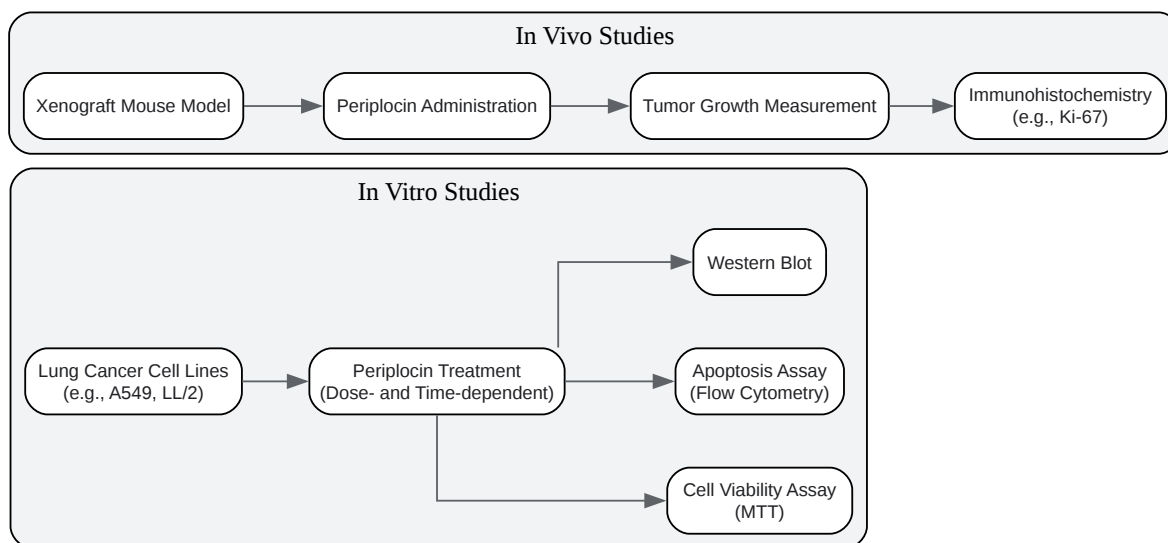 In Vivo Studies
Xenograft Mouse Model
Periplocin Administration
Tumor Growth Measurement
Immunohistochemistry
(e.g., Ki-67)
In Vitro Studies
Western Blot
Lung Cancer Cell Lines
(e.g., A549, LL/2)
Periplocin Treatment
(Dose- and Time-dependent)
Apoptosis Assay
(Flow Cytometry)
Cell Viability Assay
(MTT)